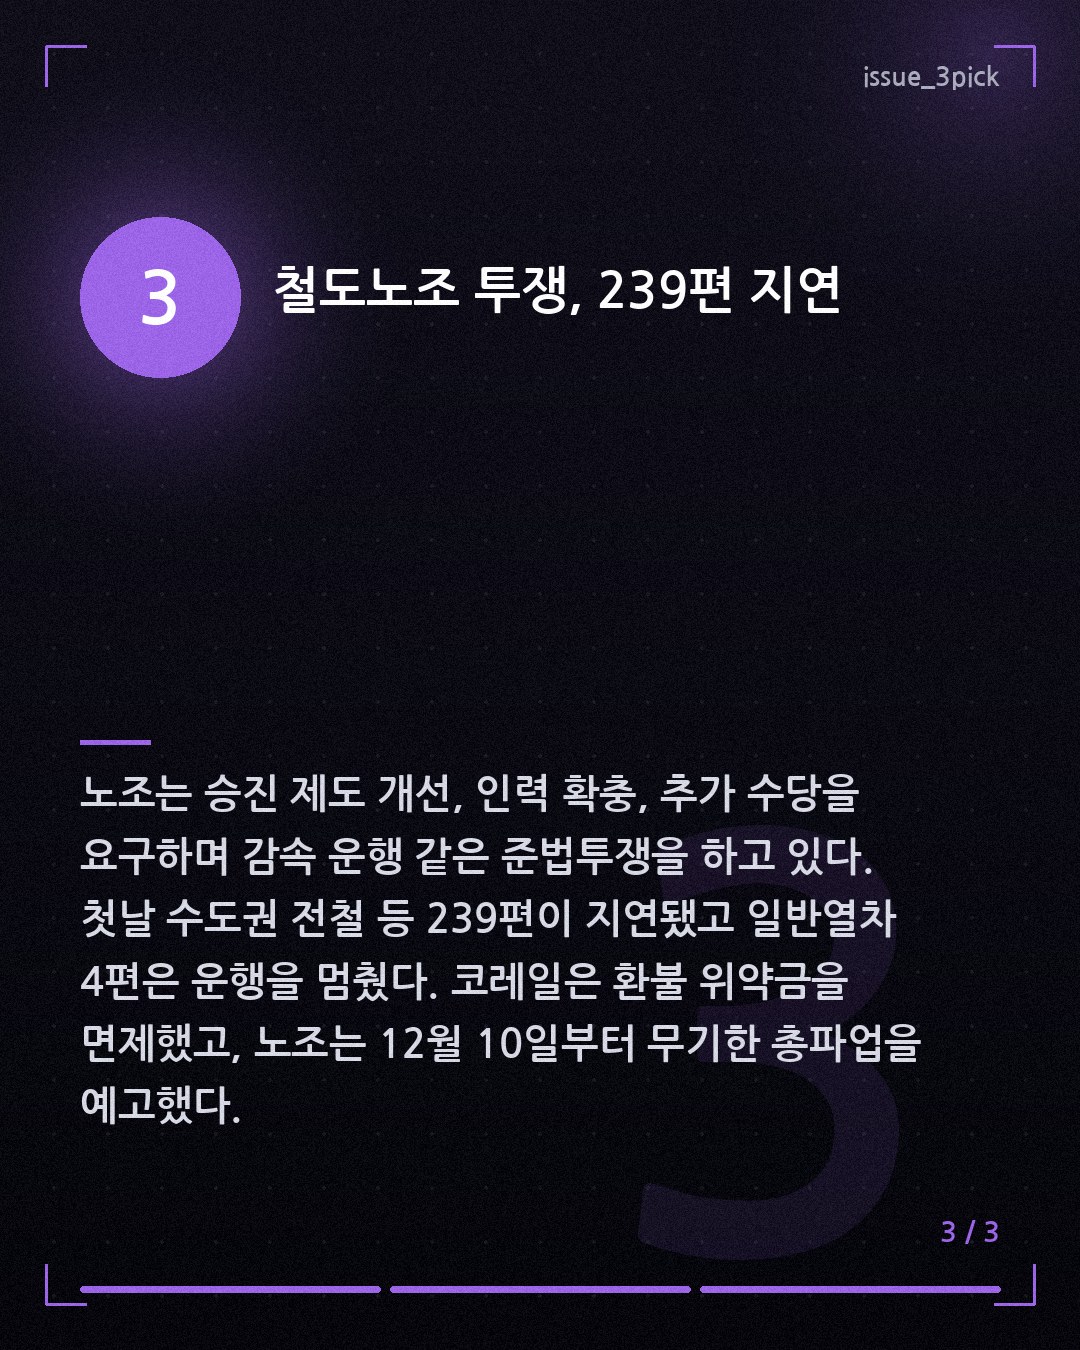 issue_3pick
3
철도노조 투쟁, 239편 지연
노조는 승진 제도 개선, 인력 확충, 추가 수당을
요구하며 감속 운행 같은 준법투쟁을 하고 있다.
첫날 수도권 전철 등 239편이 지연됐고 일반열차
4편은 운행을 멈췄다. 코레일은 환불 위약금을
면제했고, 노조는 12월 10일부터 무기한 총파업을
예고했다.
3
3 / 3